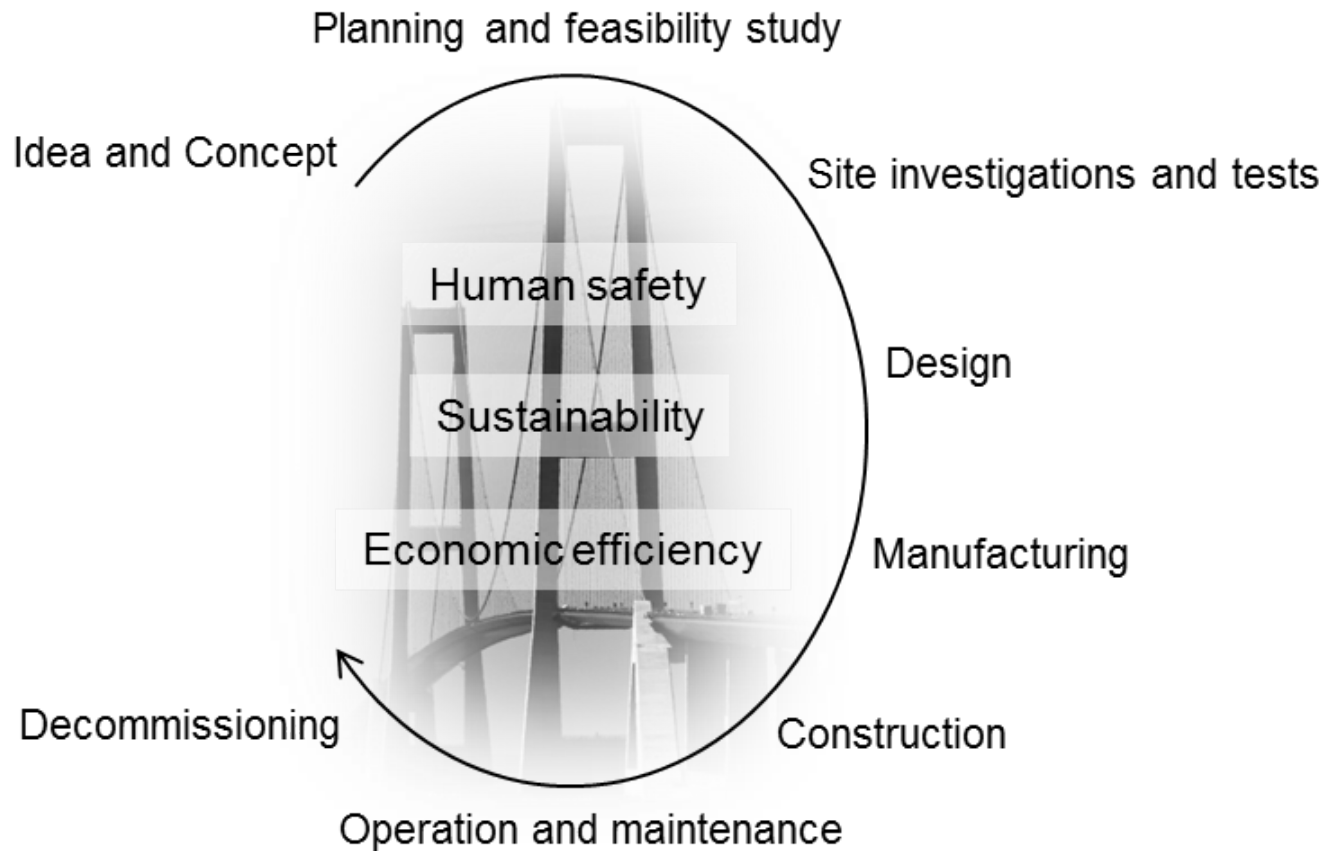 Planning and feasibility study
Idea and Concept
Site investigations and tests
Human safety
Design
Sustainability
Economic efficiency
Manufacturing
Decommissioning
Construction
Operation and maintenance